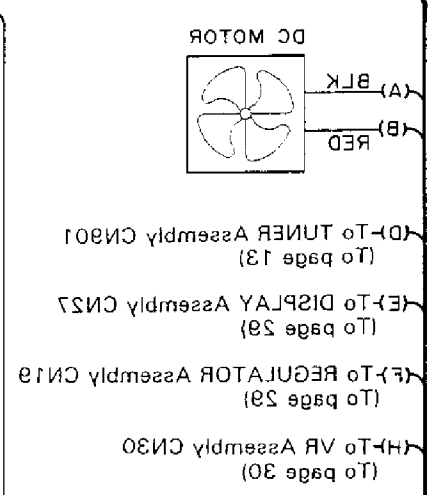 DC MOTOR
BLK
(A)
(B)
RED
(D) To TUNER Assembly CN901
(To page 13)
(E) To DISPLAY Assembly CN27
(To page 29)
(F) To REGULATOR Assembly CN19
(To page 29)
(H) To VR Assembly CN30
(To page 30)